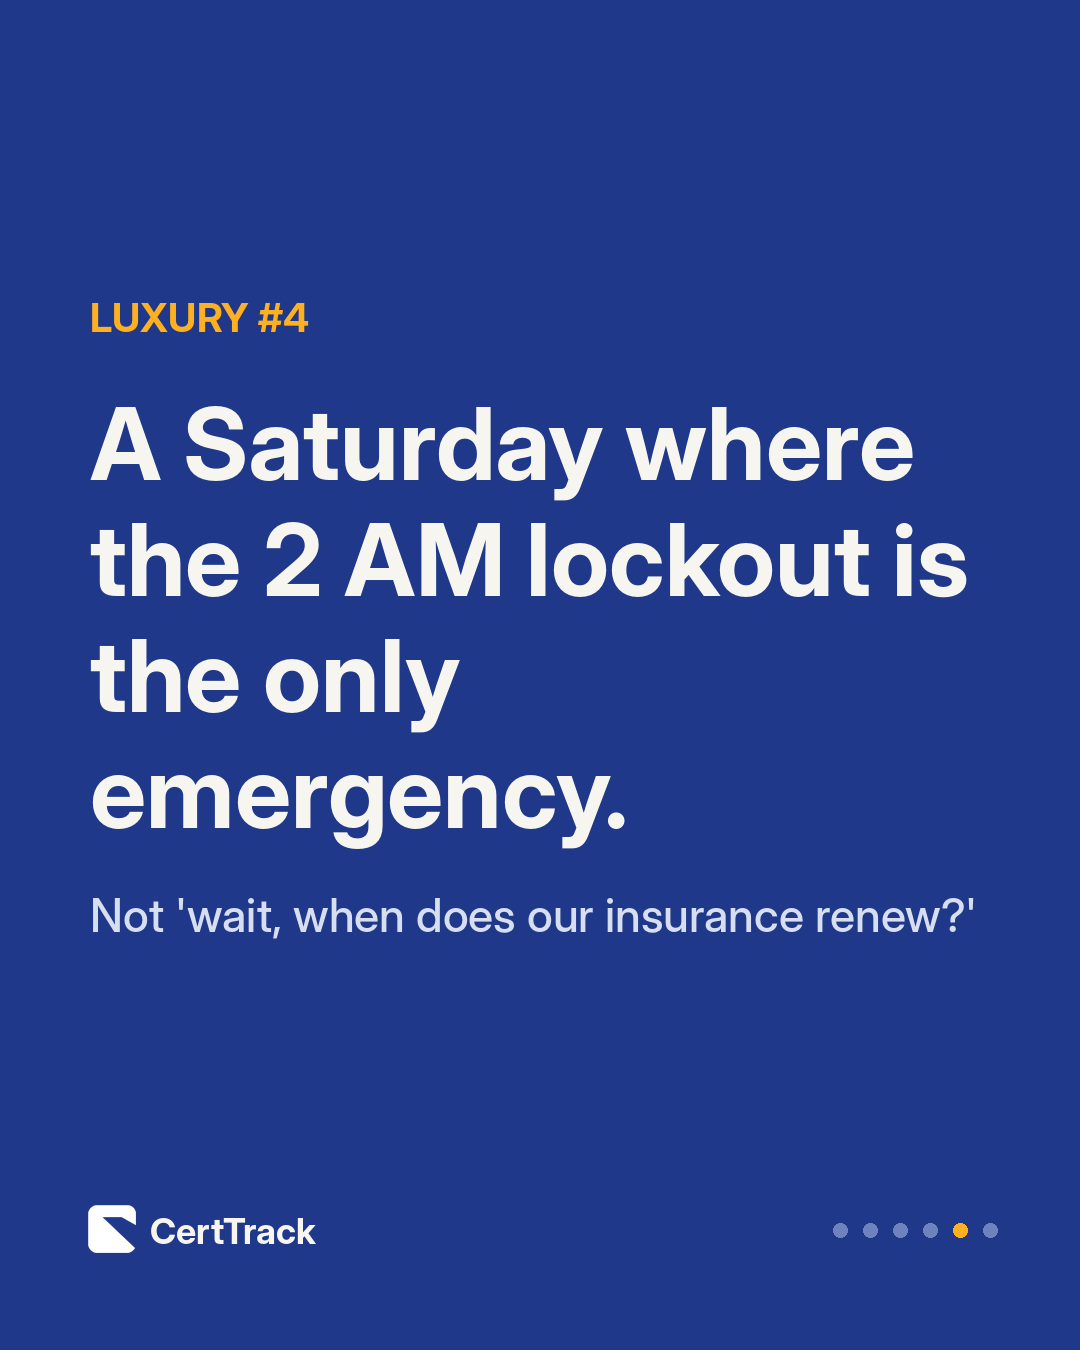 LUXURY #4
A Saturday where
the 2 AM lockout is
the only
emergency.
Not 'wait, when does our insurance renew?'
CertTrack